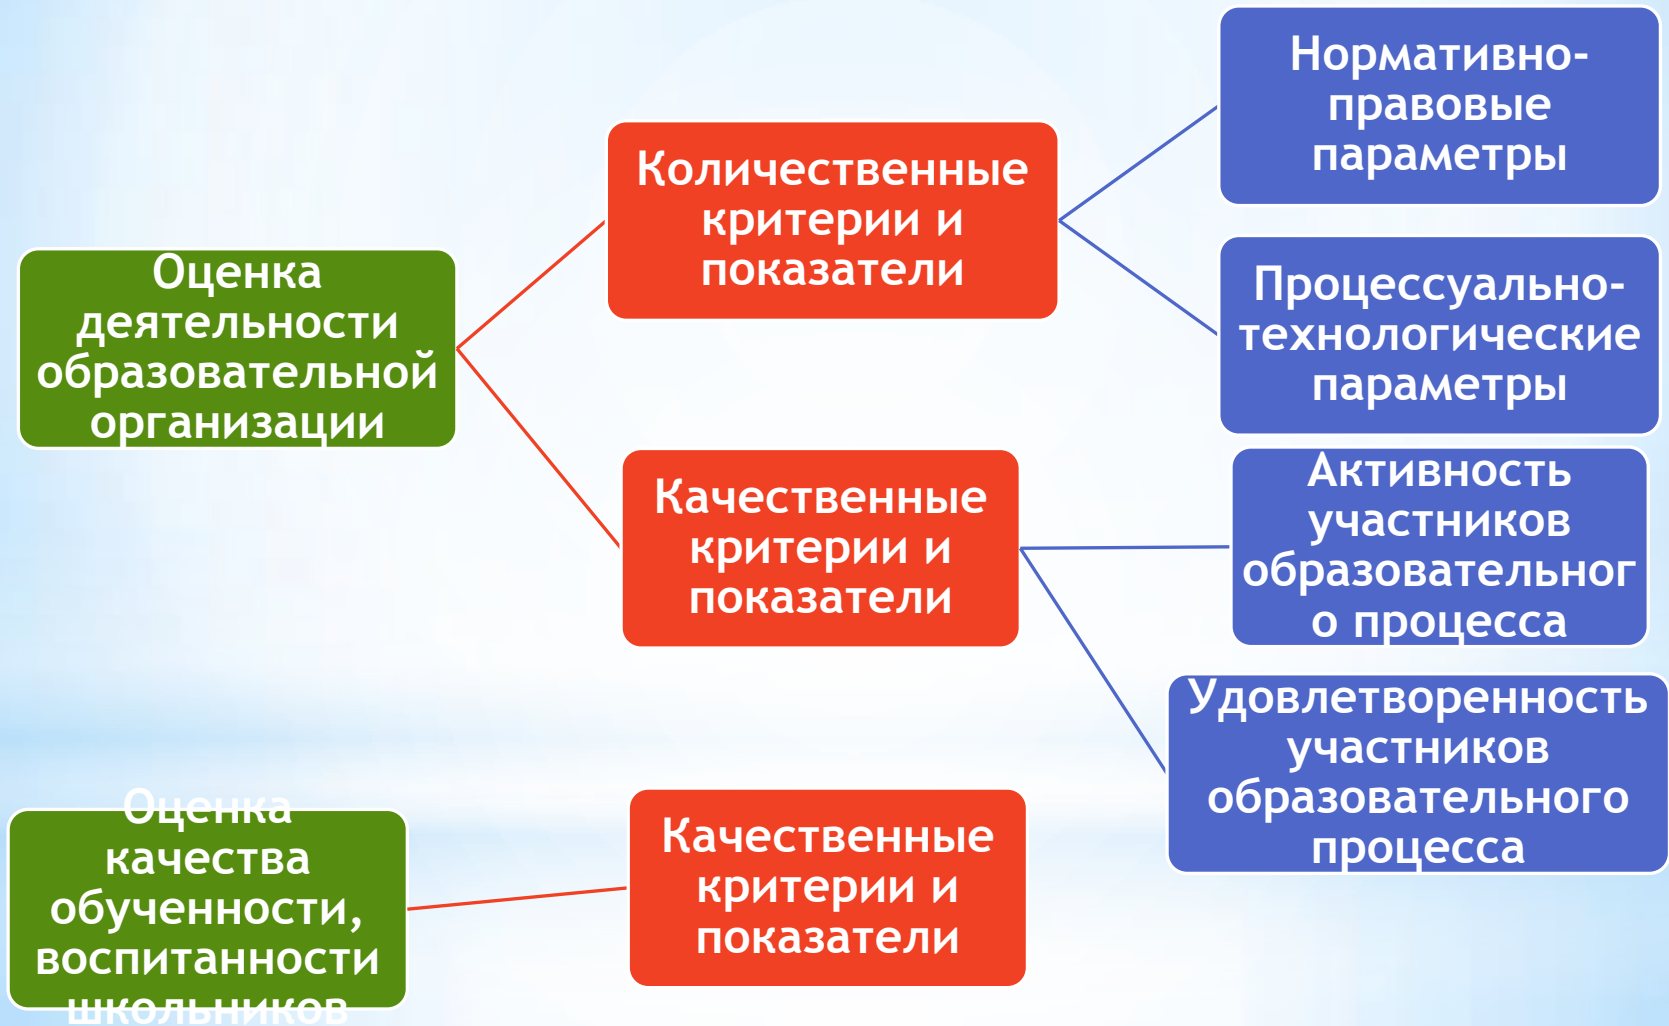 Оценка
деятельности
образовательной
организации
Количественные
критерии и
показатели
Нормативно-
правовые
параметры
Процессуально-
технологические
параметры
Качественные
критерии и
показатели
Активность
участников
образовательног
о процесса
Удовлетворенность
участников
образовательного
процесса
Оценка
качества
обученности,
воспитанности
школьников
Качественные
критерии и
показатели